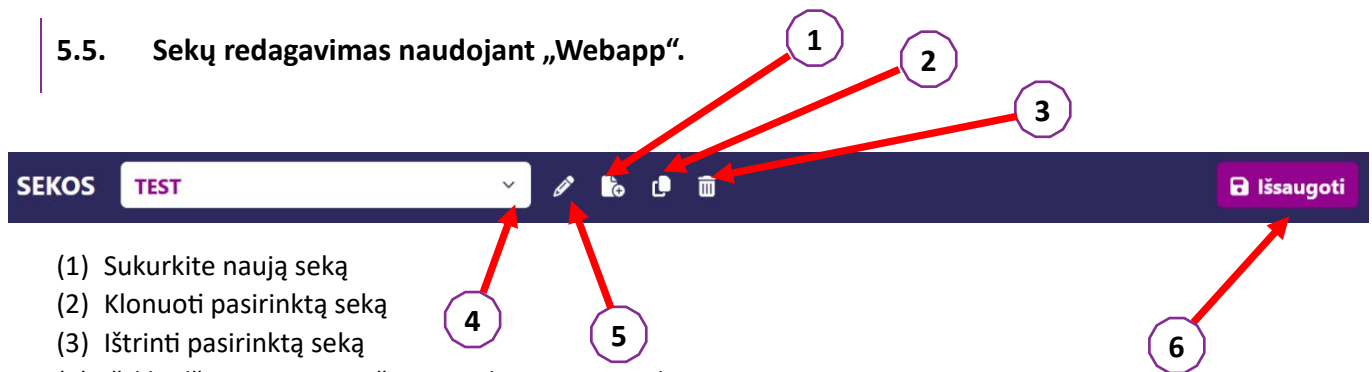 5.5. Sekų redagavimas naudojant „Webapp“.
1
2
3
SEKOS TEST Išsaugoti
(1) Sukurkite naują seką
(2) Klonuoti pasirinktą seką
(3) Ištrinti pasirinktą seką
4
5
6